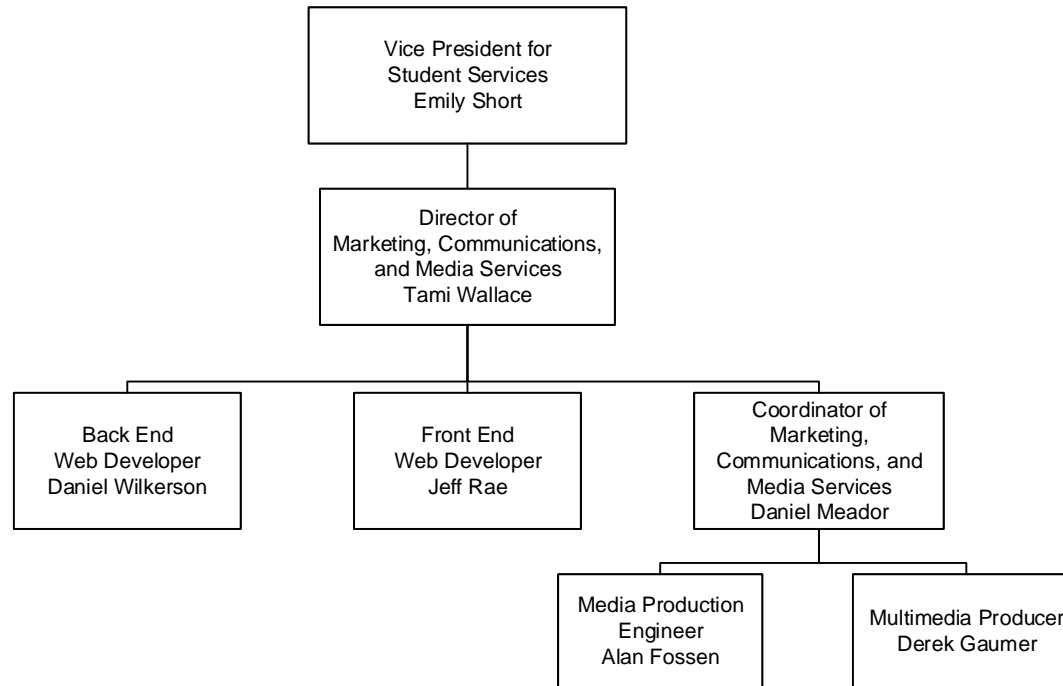 Vice President for
Student Services
Emily Short
Director of
Marketing, Communications,
and Media Services
Tami Wallace
Back End
Web Developer
Daniel Wilkerson
Front End
Web Developer
Jeff Rae
Coordinator of
Marketing,
Communications, and
Media Services
Daniel Meador
Media Production
Engineer
Alan Fossen
Multimedia Producer
Derek Gaumer